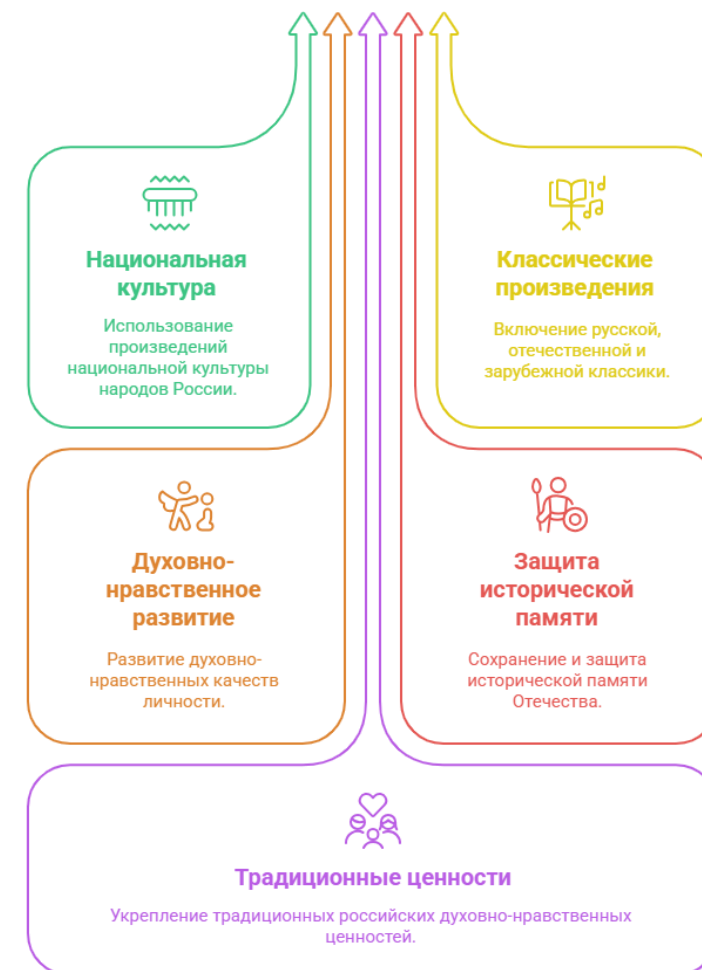 Национальная
культура
Использование
произведений
национальной культуры
народов России.
Классические
произведения
Включение русской,
отечественной и
зарубежной классики.
Духовно-
нравственное
развитие
Развитие духовно-
нравственных качеств
личности.
Защита
исторической
памяти
Сохранение и защита
исторической памяти
Отечества.
Традиционные ценности
Укрепление традиционных российских духовно-нравственных
ценностей.